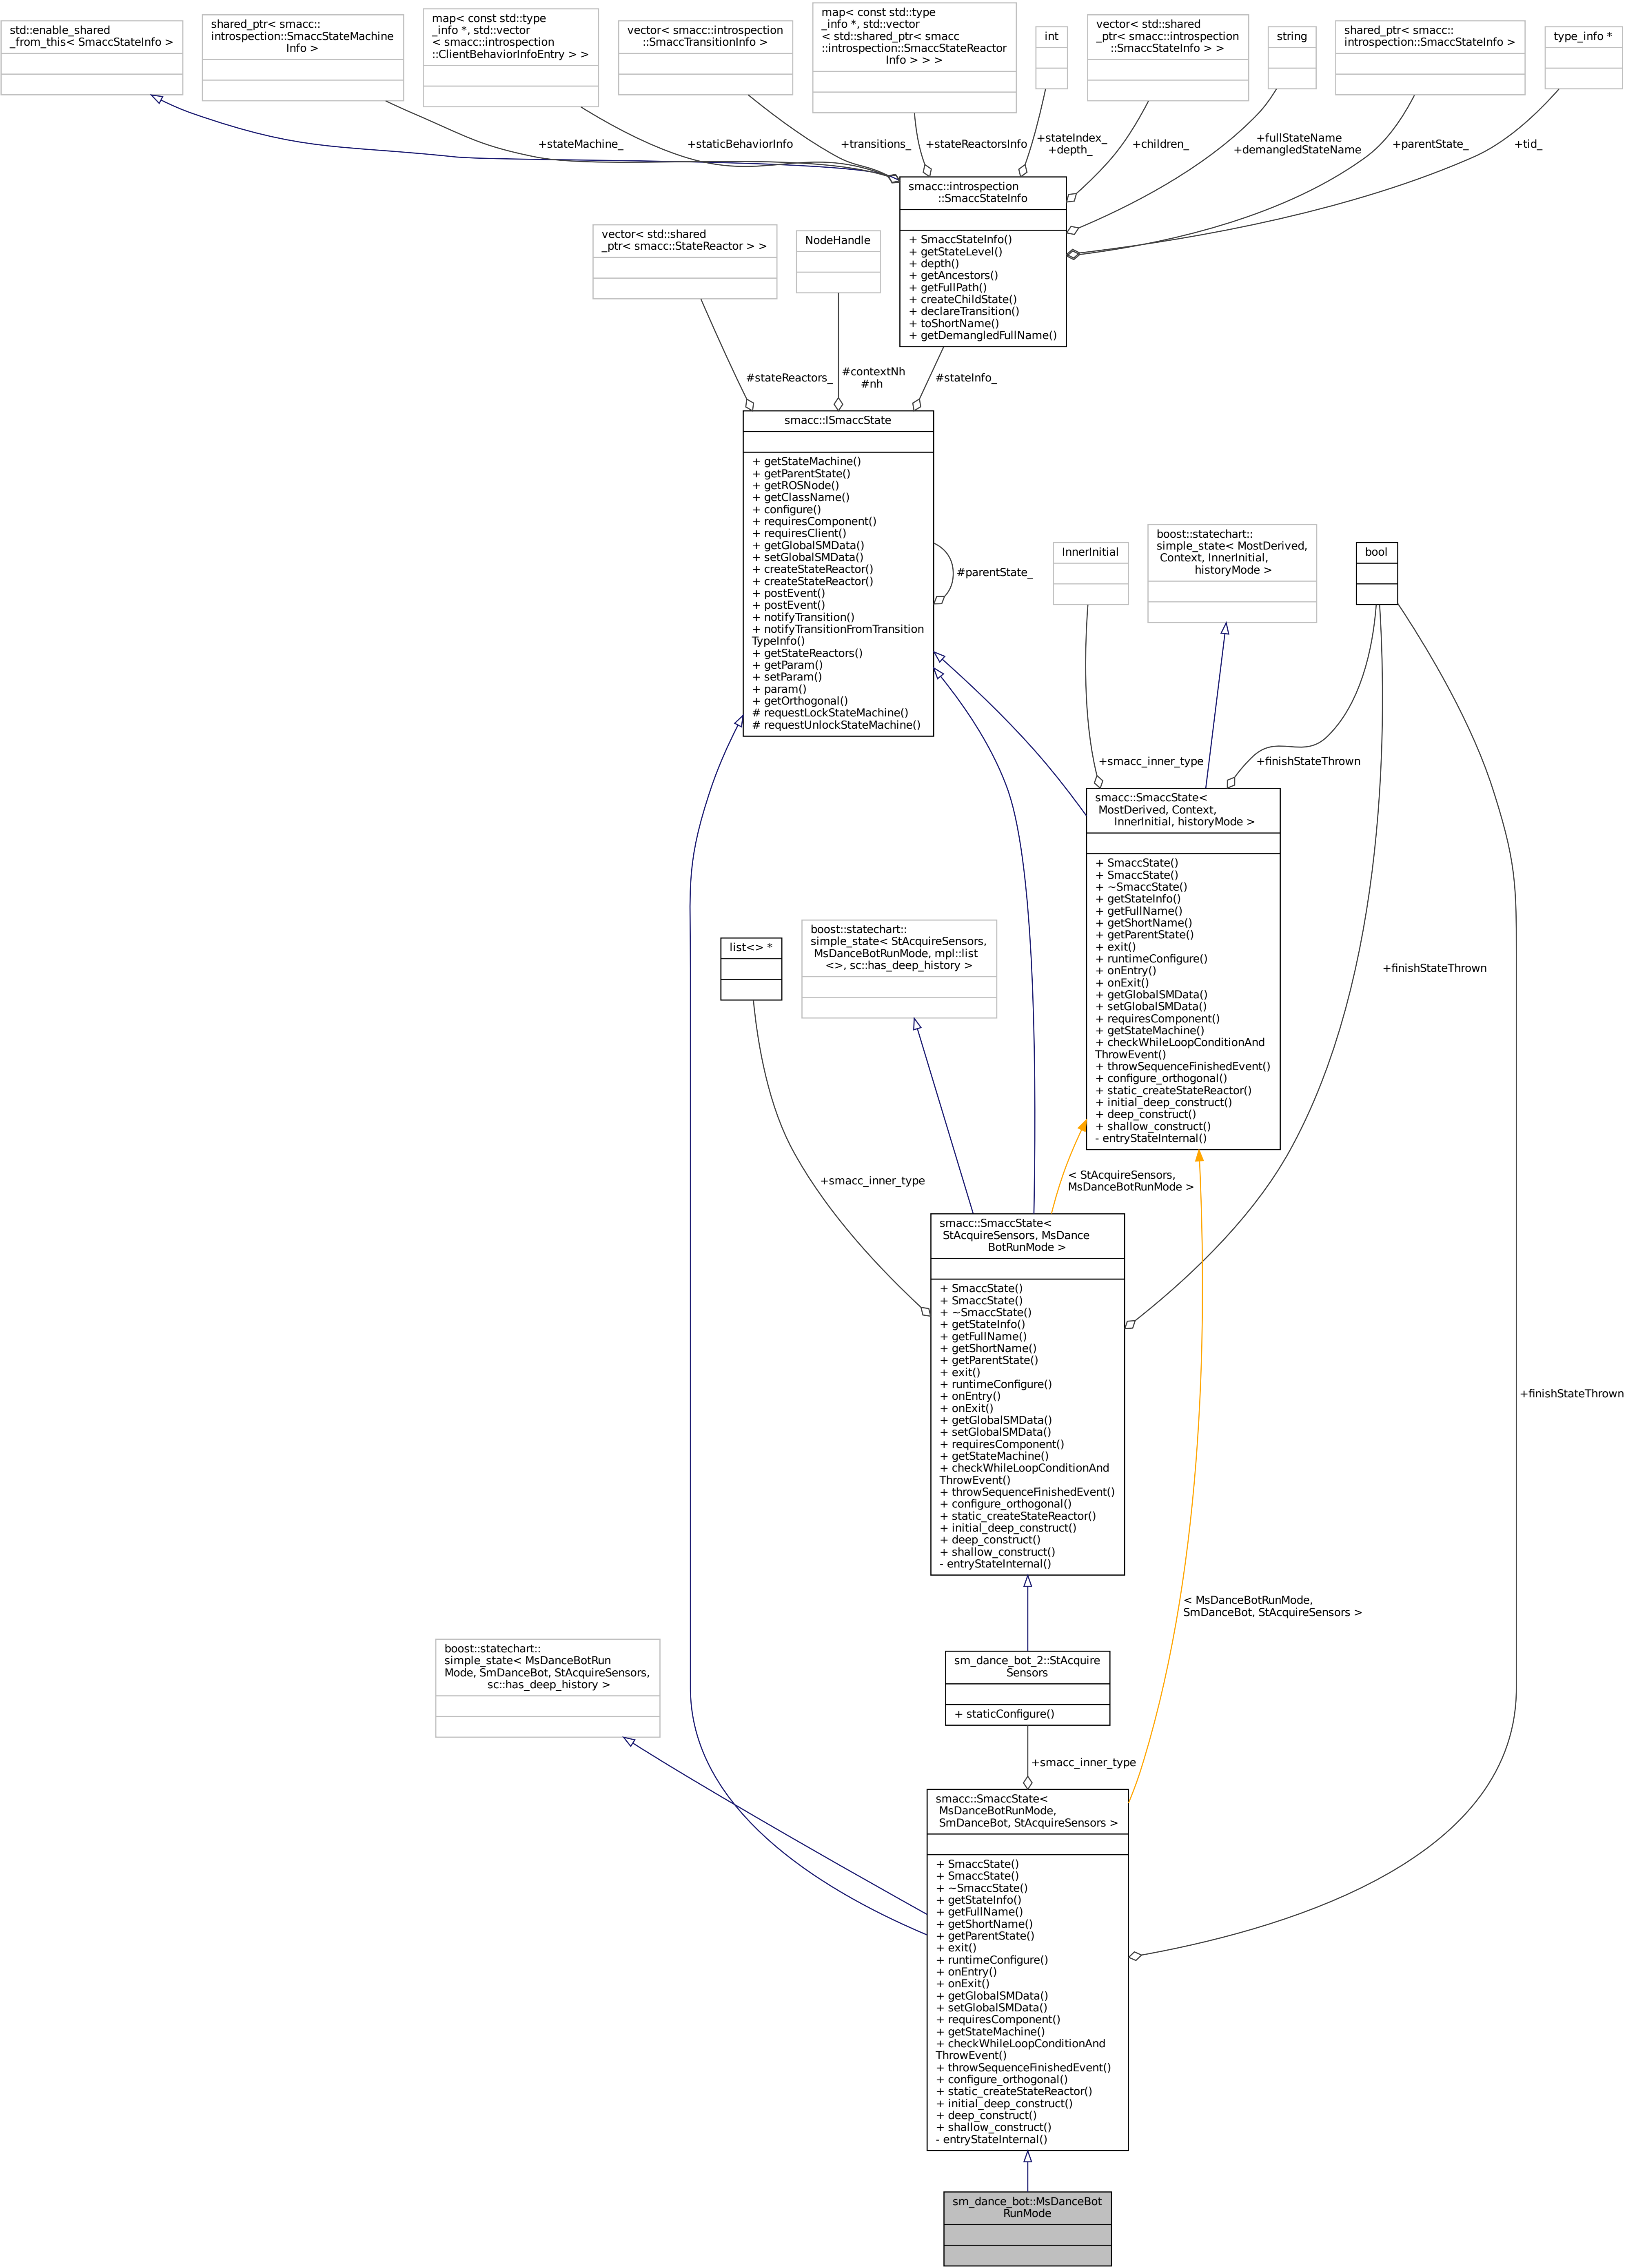 std::enable_shared
_from_this< SmaccStateInfo >
shared_ptr< smacc::
introspection::SmaccStateMachine
Info >
map< const std::type
_info *, std::vector
< smacc::introspection
::ClientBehaviorInfoEntry > >
vector< smacc::introspection
::SmaccTransitionInfo >
map< const std::type
_info *, std::vector
< std::shared_ptr< smacc
::introspection::SmaccStateReactor
Info > > >
int
vector< std::shared
_ptr< smacc::introspection
::SmaccStateInfo > >
string
shared_ptr< smacc::
introspection::SmaccStateInfo >
type_info *
+stateMachine_
+staticBehaviorInfo
+transitions_
+stateReactorsInfo
+stateIndex_
+depth_
+children_
+fullStateName
+demangledStateName
+parentState_
+tid_
smacc::introspection
::SmaccStateInfo
+ SmaccStateInfo()
+ getStateLevel()
+ depth()
+ getAncestors()
+ getFullPath()
+ createChildState()
+ declareTransition()
+ toShortName()
+ getDemangledFullName()
vector< std::shared
_ptr< smacc::StateReactor > >
NodeHandle
#stateReactors_
#contextNh
#nh
#stateInfo_
smacc::ISmaccState
+ getStateMachine()
+ getParentState()
+ getROSNode()
+ getClassName()
+ configure()
+ requiresComponent()
+ requiresClient()
+ getGlobalSMData()
+ setGlobalSMData()
+ createStateReactor()
+ createStateReactor()
+ postEvent()
+ postEvent()
+ notifyTransition()
+ notifyTransitionFromTransition
TypeInfo()
+ getStateReactors()
+ getParam()
+ setParam()
+ param()
+ getOrthogonal()
# requestLockStateMachine()
# requestUnlockStateMachine()
#parentState_
InnerInitial
boost::statechart::
simple_state< MostDerived,
Context, InnerInitial,
historyMode >
bool
+smacc_inner_type
+finishStateThrown
smacc::SmaccState<
MostDerived, Context,
InnerInitial, historyMode >
+ SmaccState()
+ SmaccState()
+ ~SmaccState()
+ getStateInfo()
+ getFullName()
+ getShortName()
+ getParentState()
+ exit()
+ runtimeConfigure()
+ onEntry()
+ onExit()
+ getGlobalSMData()
+ setGlobalSMData()
+ requiresComponent()
+ getStateMachine()
+ checkWhileLoopConditionAnd
ThrowEvent()
+ throwSequenceFinishedEvent()
+ configure_orthogonal()
+ static_createStateReactor()
+ initial_deep_construct()
+ deep_construct()
+ shallow_construct()
- entryStateInternal()
list<> *
boost::statechart::
simple_state< StAcquireSensors,
MsDanceBotRunMode, mpl::list
<>, sc::has_deep_history >
+finishStateThrown
+smacc_inner_type
< StAcquireSensors,
MsDanceBotRunMode >
smacc::SmaccState<
StAcquireSensors, MsDance
BotRunMode >
+ SmaccState()
+ SmaccState()
+ ~SmaccState()
+ getStateInfo()
+ getFullName()
+ getShortName()
+ getParentState()
+ exit()
+ runtimeConfigure()
+ onEntry()
+ onExit()
+ getGlobalSMData()
+ setGlobalSMData()
+ requiresComponent()
+ getStateMachine()
+ checkWhileLoopConditionAnd
ThrowEvent()
+ throwSequenceFinishedEvent()
+ configure_orthogonal()
+ static_createStateReactor()
+ initial_deep_construct()
+ deep_construct()
+ shallow_construct()
- entryStateInternal()
+finishStateThrown
< MsDanceBotRunMode,
SmDanceBot, StAcquireSensors >
boost::statechart::
simple_state< MsDanceBotRun
Mode, SmDanceBot, StAcquireSensors,
sc::has_deep_history >
sm_dance_bot_2::StAcquire
Sensors
+ staticConfigure()
+smacc_inner_type
smacc::SmaccState<
MsDanceBotRunMode,
SmDanceBot, StAcquireSensors >
+ SmaccState()
+ SmaccState()
+ ~SmaccState()
+ getStateInfo()
+ getFullName()
+ getShortName()
+ getParentState()
+ exit()
+ runtimeConfigure()
+ onEntry()
+ onExit()
+ getGlobalSMData()
+ setGlobalSMData()
+ requiresComponent()
+ getStateMachine()
+ checkWhileLoopConditionAnd
ThrowEvent()
+ throwSequenceFinishedEvent()
+ configure_orthogonal()
+ static_createStateReactor()
+ initial_deep_construct()
+ deep_construct()
+ shallow_construct()
- entryStateInternal()
sm_dance_bot::MsDanceBot
RunMode